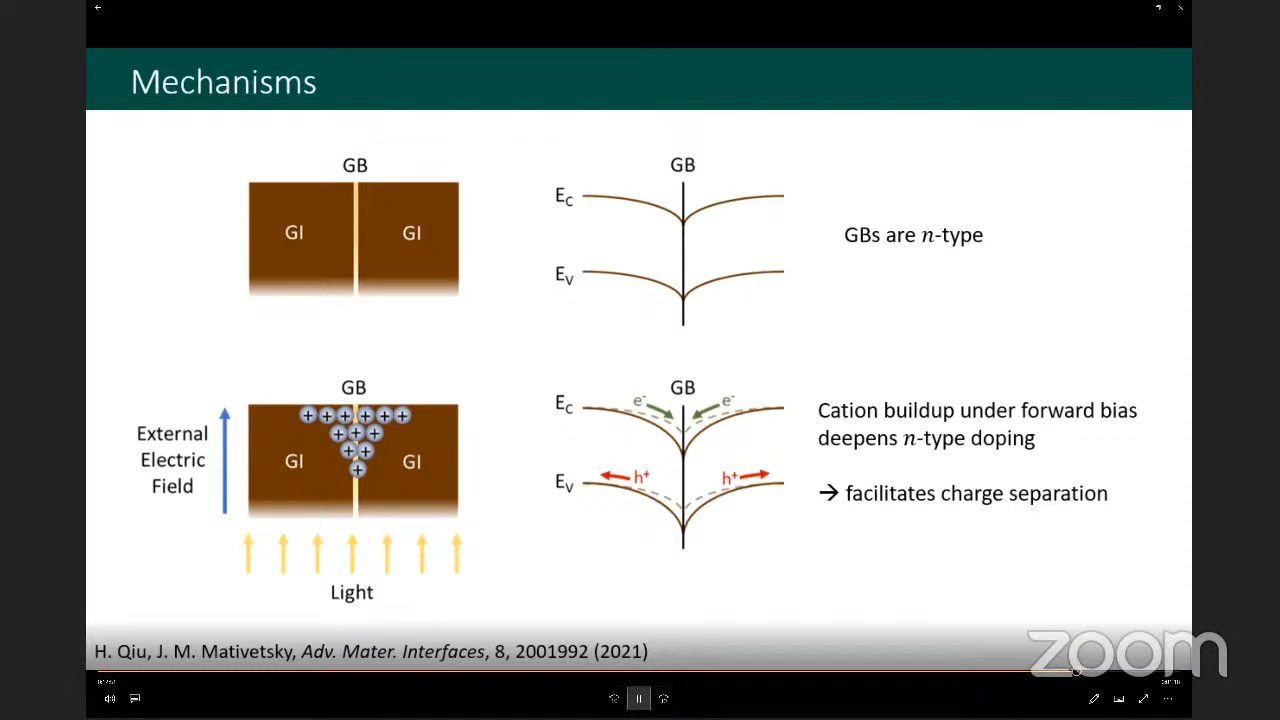 Mechanisms
GB
GB
E_C
GI
GI
GBs are n-type
E_V
GB
GB
e⁻
e⁻
E_C
Cation buildup under forward bias
External
Electric
Field
deepens n-type doping
GI
GI
h⁺
h⁺
E_V
→ facilitates charge separation
Light
H. Qiu, J. M. Mativetsky, Adv. Mater. Interfaces, 8, 2001992 (2021)
zoom